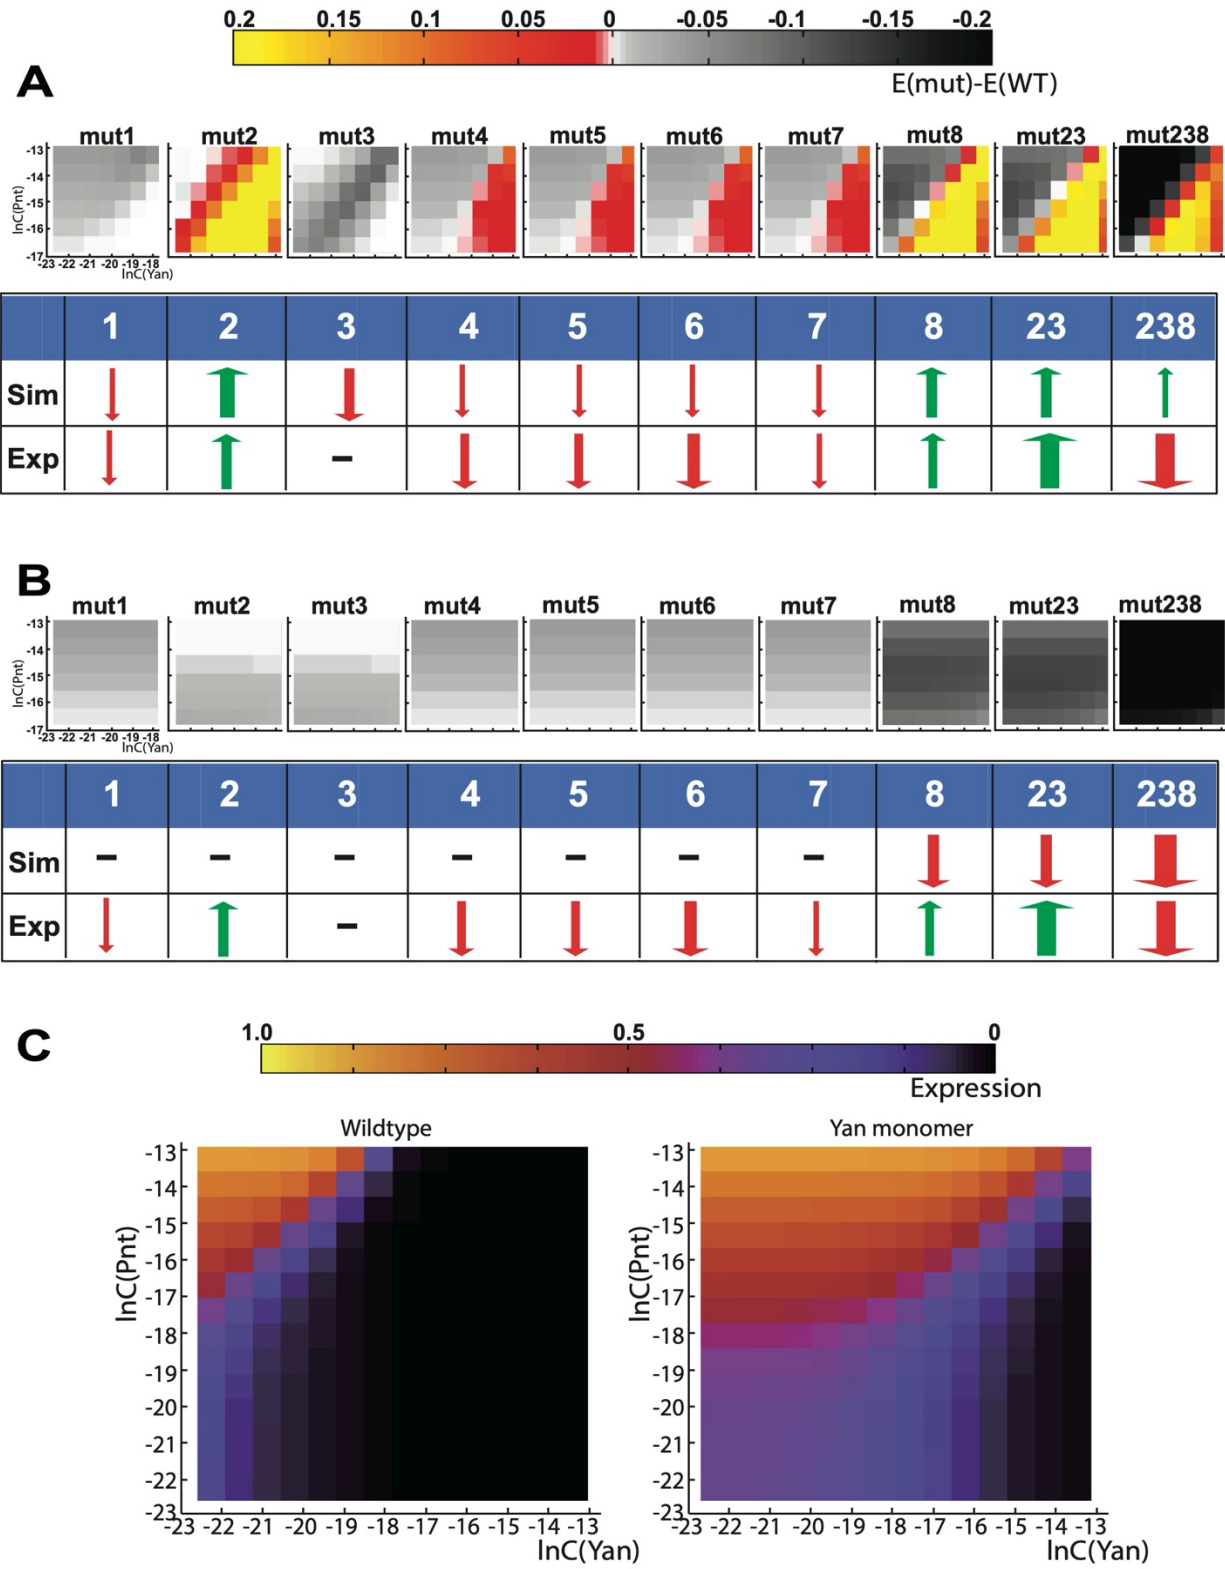 0.2 0.15 0.1 0.05 0 -0.05 -0.1 -0.15 -0.2
E(mut)-E(WT)
A
mut1 mut2 mut3 mut4 mut5 mut6 mut7 mut8 mut23 mut238
lnC(Pnt)
-13
-14
-15
-16
-17
-23 -22 -21 -20 -19 -18
lnC(Yan)
1 2 3 4 5 6 7 8 23 238
Sim
Exp –
B
mut1 mut2 mut3 mut4 mut5 mut6 mut7 mut8 mut23 mut238
lnC(Pnt)
-13
-14
-15
-16
-17
-23 -22 -21 -20 -19 -18
lnC(Yan)
1 2 3 4 5 6 7 8 23 238
Sim – – – – – – –
Exp –
C
1.0 0.5 0
Expression
Wildtype
lnC(Pnt)
-13
-14
-15
-16
-17
-18
-19
-20
-21
-22
-23
-23 -22 -21 -20 -19 -18 -17 -16 -15 -14 -13
lnC(Yan)
Yan monomer
lnC(Pnt)
-13
-14
-15
-16
-17
-18
-19
-20
-21
-22
-23
-23 -22 -21 -20 -19 -18 -17 -16 -15 -14 -13
lnC(Yan)